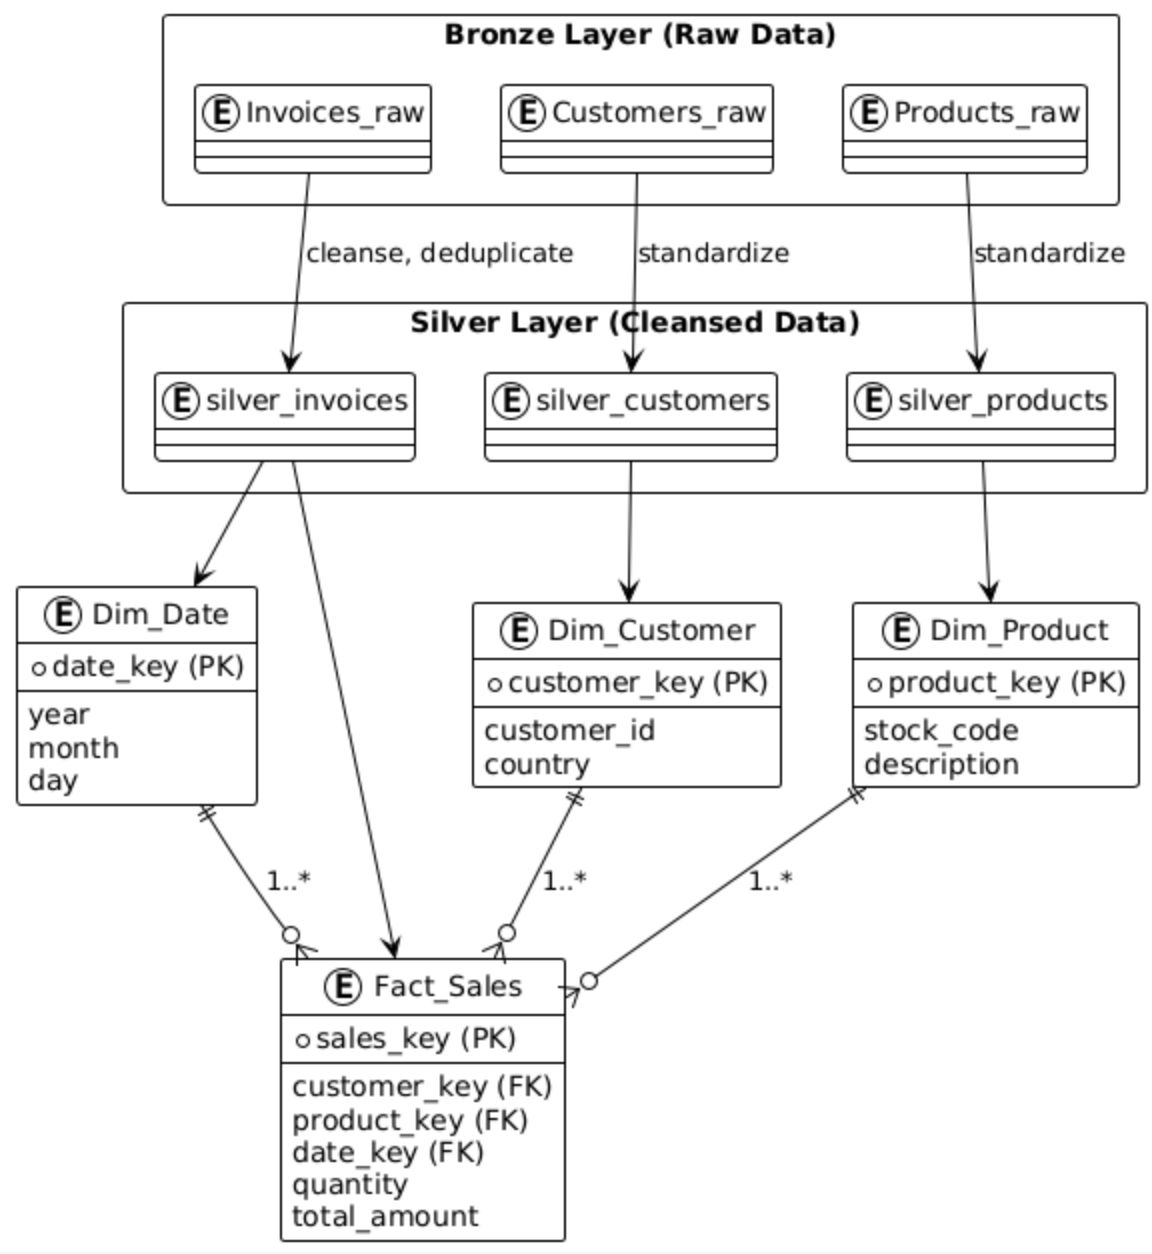 Bronze Layer (Raw Data)
E Invoices_raw
E Customers_raw
E Products_raw
cleanse, deduplicate
standardize
standardize
Silver Layer (Cleansed Data)
E silver_invoices
E silver_customers
E silver_products
E Dim_Date
date_key (PK)
year
month
day
E Dim_Customer
customer_key (PK)
customer_id
country
E Dim_Product
product_key (PK)
stock_code
description
1..*
1..*
1..*
E Fact_Sales
sales_key (PK)
customer_key (FK)
product_key (FK)
date_key (FK)
quantity
total_amount